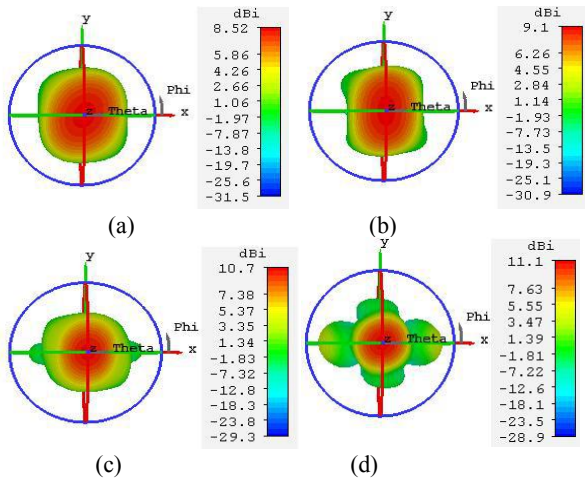 dBi
8.52
5.86
4.26
2.66
1.06
-1.97
-7.87
-13.8
-19.7
-25.6
-31.5
y
Phi
z Theta x
(a)
dBi
9.1
6.26
4.55
2.84
1.14
-1.93
-7.73
-13.5
-19.3
-25.1
-30.9
y
Phi
z Theta x
(b)
dBi
10.7
7.38
5.37
3.35
1.34
-1.83
-7.32
-12.8
-18.3
-23.8
-29.3
y
Phi
z Theta x
(c)
dBi
11.1
7.63
5.55
3.47
1.39
-1.81
-7.22
-12.6
-18.1
-23.5
-28.9
y
Phi
z Theta x
(d)